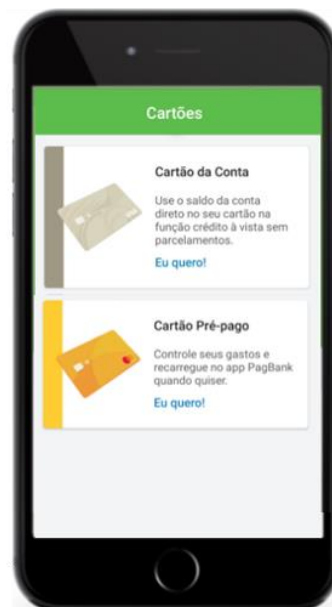 Cartões
Cartão da Conta
Use o saldo da conta
direto no seu cartão na
função crédito à vista sem
parcelamentos.
Eu quero!
Cartão Pré-pago
Controle seus gastos e
recarregue no app PagBank
quando quiser.
Eu quero!